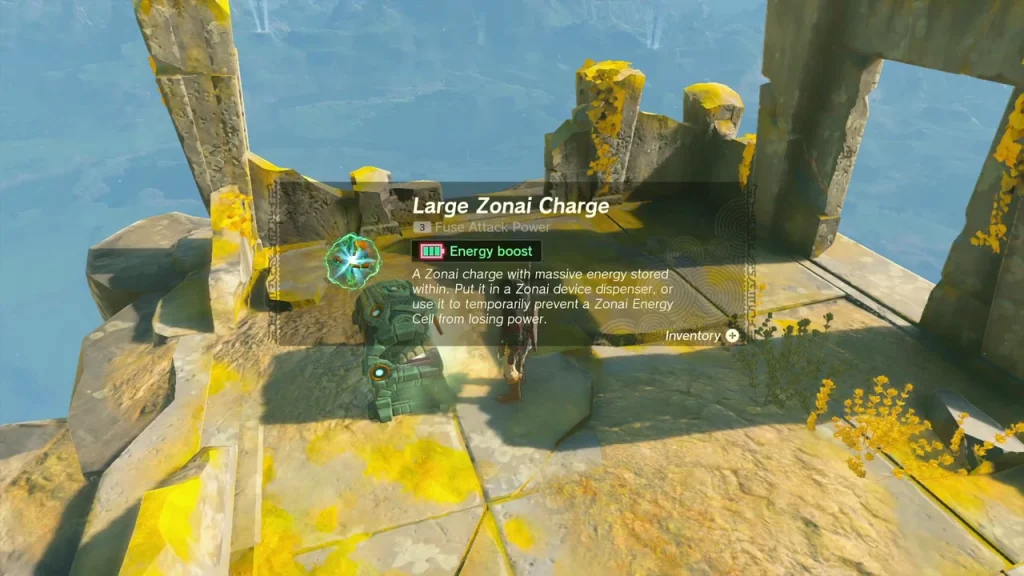 Large Zonai Charge
3 Fuse Attack Power
Energy boost
A Zonai charge with massive energy stored
within. Put it in a Zonai device dispenser, or
use it to temporarily prevent a Zonai Energy
Cell from losing power.
Inventory +